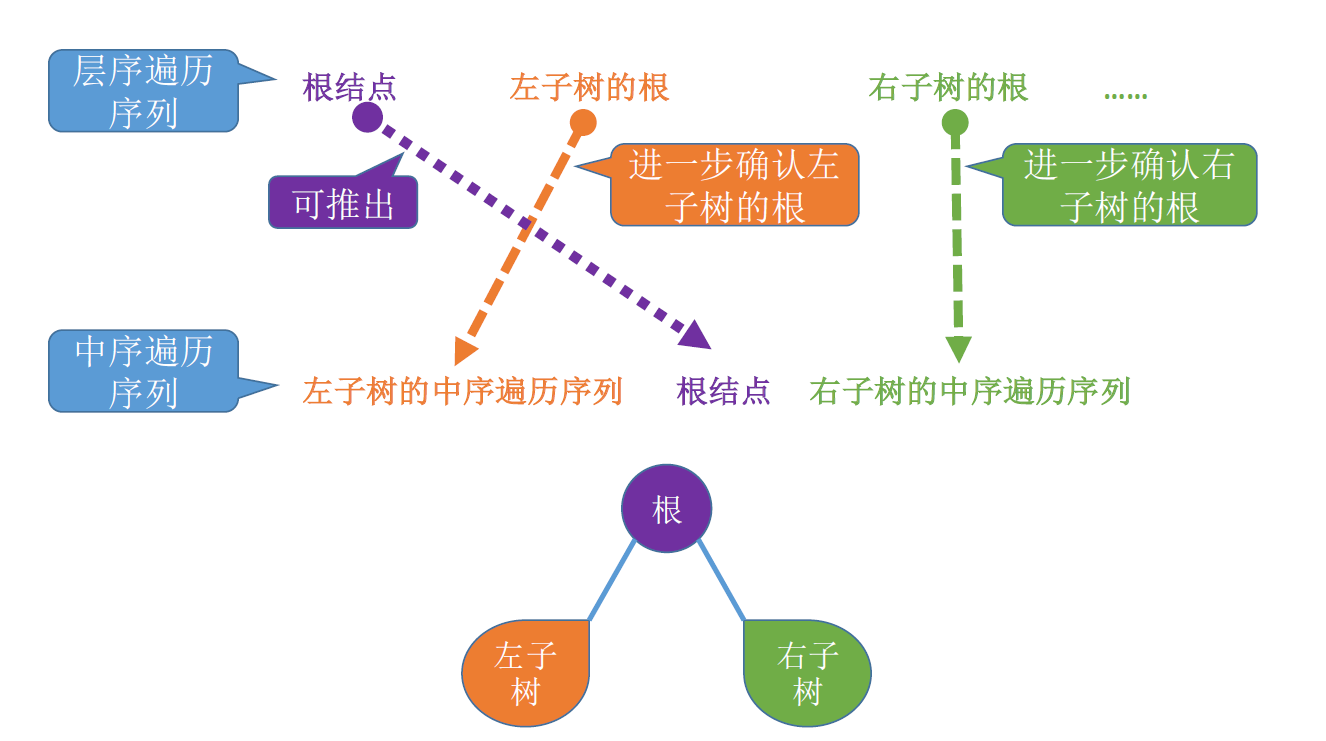 层序遍历
序列
根结点
左子树的根
右子树的根
……
可推出
进一步确认左
子树的根
进一步确认右
子树的根
中序遍历
序列
左子树的中序遍历序列
根结点
右子树的中序遍历序列
根
左子
树
右子
树